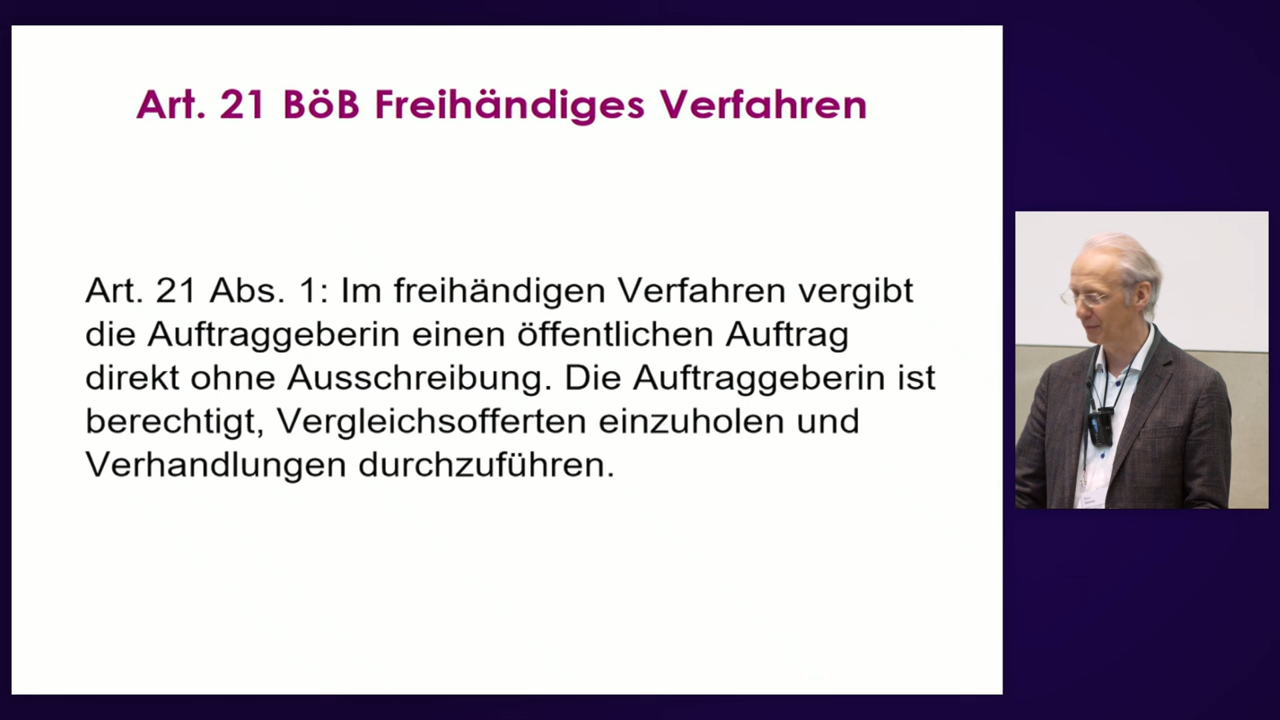 Art. 21 BöB Freihändiges Verfahren
Art. 21 Abs. 1: Im freihändigen Verfahren vergibt
die Auftraggeberin einen öffentlichen Auftrag
direkt ohne Ausschreibung. Die Auftraggeberin ist
berechtigt, Vergleichsofferten einzuholen und
Verhandlungen durchzuführen.